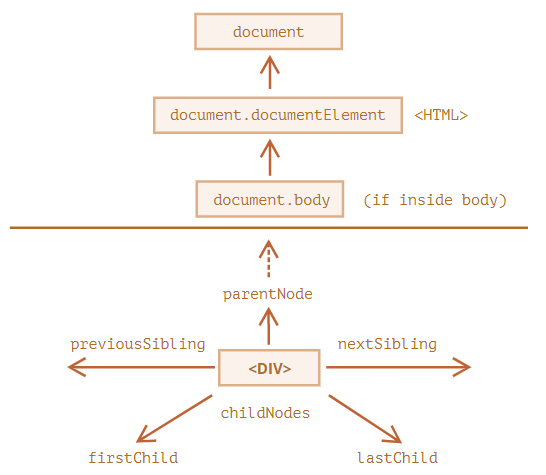 document
document.documentElement <HTML>
document.body (if inside body)
parentNode
previousSibling nextSibling
<DIV>
childNodes
firstChild lastChild